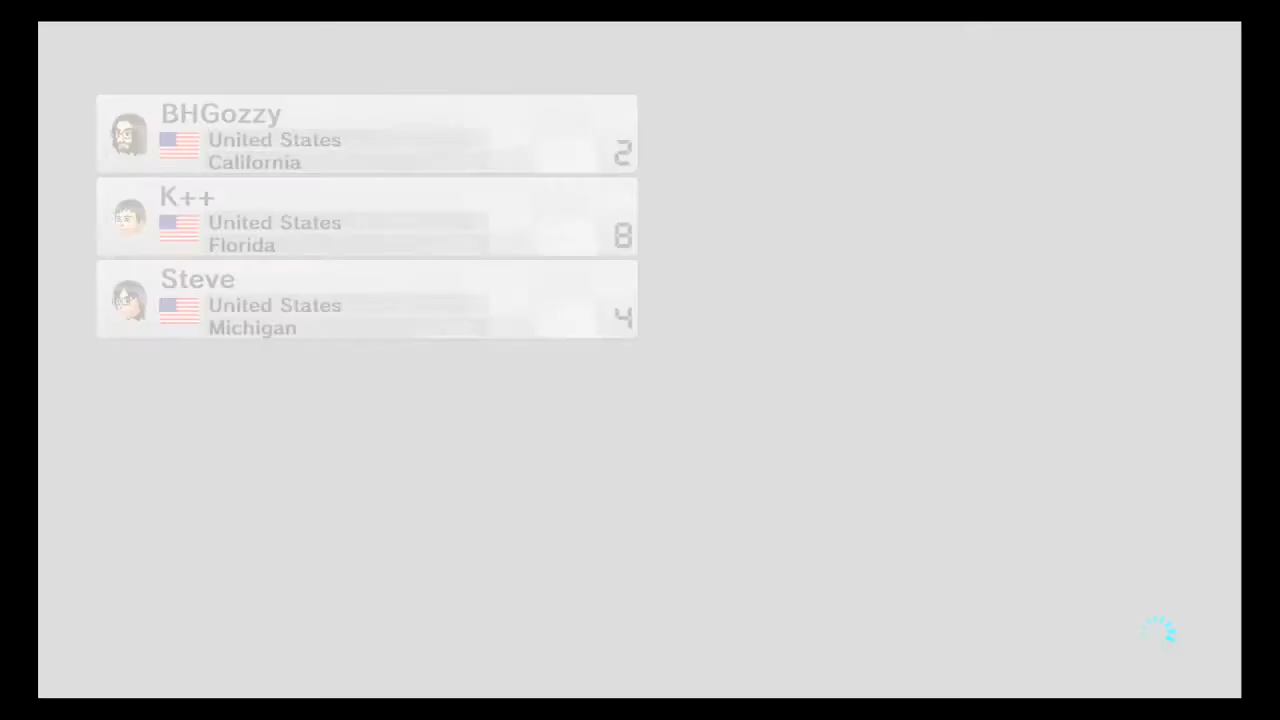 BHGozzy
United States
California
2
K++
United States
Florida
8
Steve
United States
Michigan
4